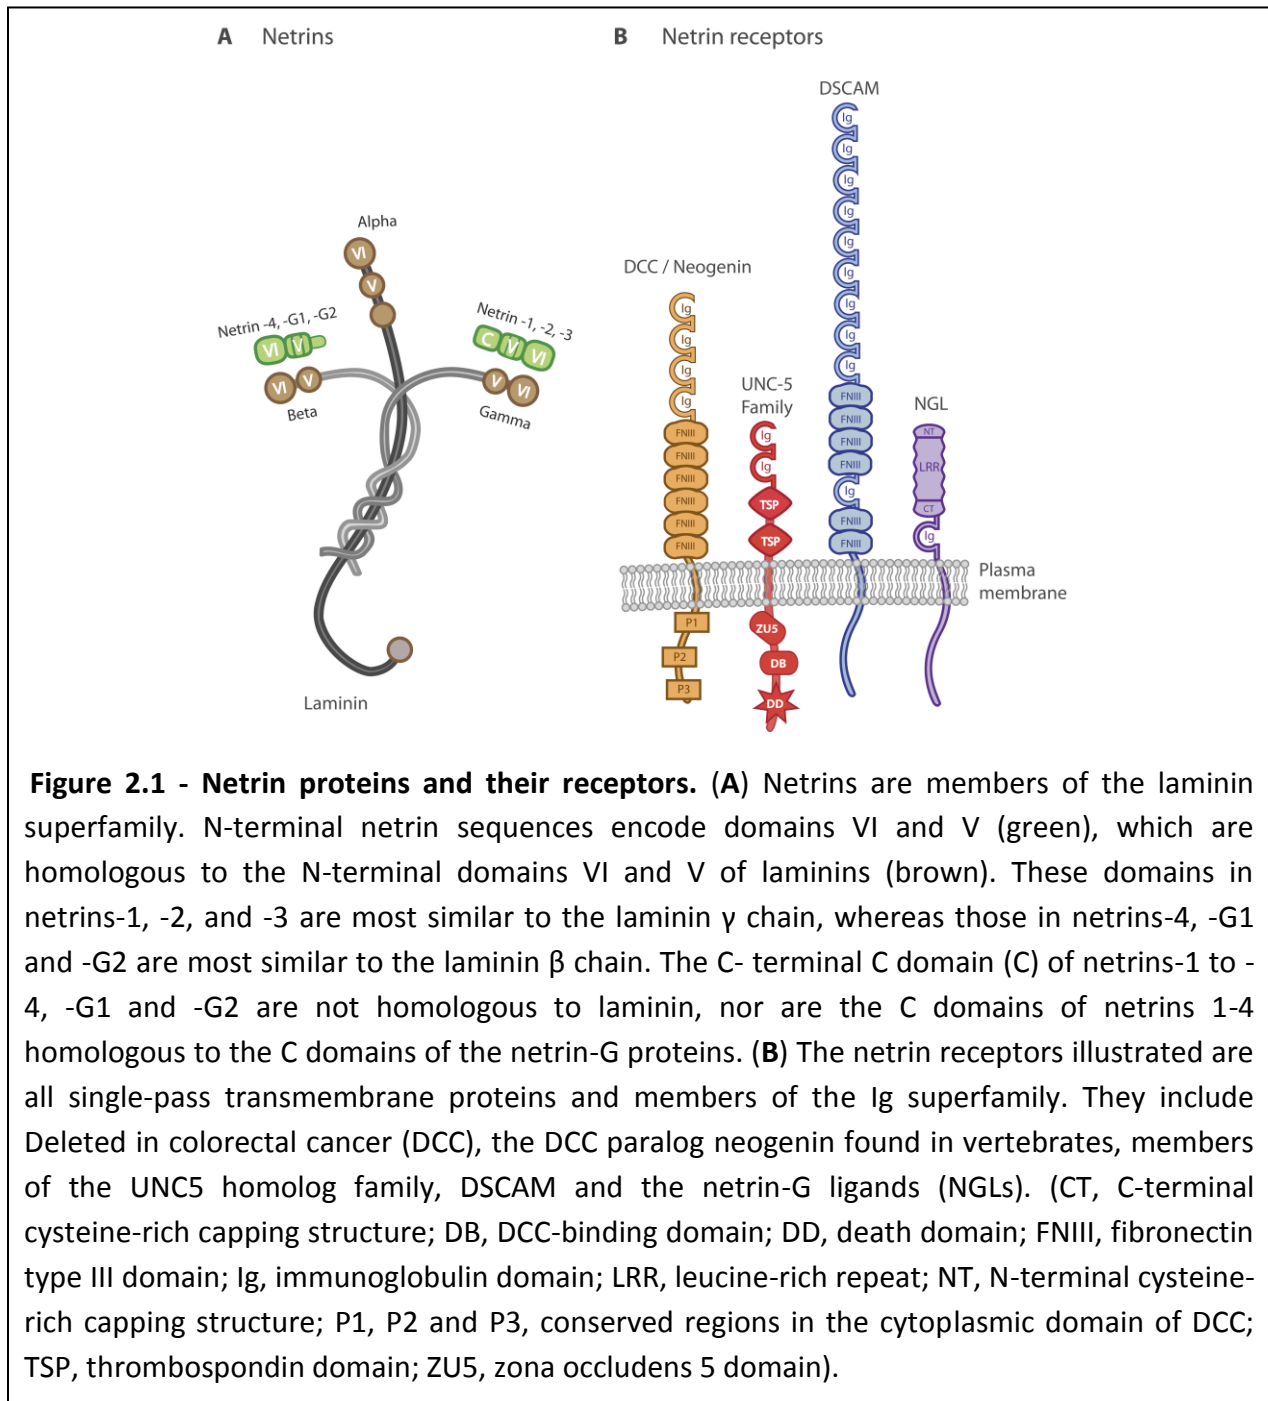 A Netrins
B Netrin receptors
DSCAM
Ig
Ig
Ig
Ig
Ig
Ig
Ig
Ig
Ig
FNIII
FNIII
FNIII
FNIII
Ig
FNIII
FNIII
Alpha
VI
V
Netrin -4, -G1, -G2
VI V
VI V
Beta
Netrin -1, -2, -3
C V VI
V VI
Gamma
Laminin
DCC / Neogenin
Ig
Ig
Ig
Ig
FNIII
FNIII
FNIII
FNIII
FNIII
FNIII
P1
P2
P3
UNC-5
Family
Ig
Ig
TSP
TSP
ZU5
DB
DD
NGL
NT
LRR
CT
Ig
Plasma
membrane
Figure 2.1 - Netrin proteins and their receptors. (A) Netrins are members of the laminin
superfamily. N-terminal netrin sequences encode domains VI and V (green), which are
homologous to the N-terminal domains VI and V of laminins (brown). These domains in
netrins-1, -2, and -3 are most similar to the laminin γ chain, whereas those in netrins-4, -G1
and -G2 are most similar to the laminin β chain. The C- terminal C domain (C) of netrins-1 to -
4, -G1 and -G2 are not homologous to laminin, nor are the C domains of netrins 1-4
homologous to the C domains of the netrin-G proteins. (B) The netrin receptors illustrated are
all single-pass transmembrane proteins and members of the Ig superfamily. They include
Deleted in colorectal cancer (DCC), the DCC paralog neogenin found in vertebrates, members
of the UNC5 homolog family, DSCAM and the netrin-G ligands (NGLs). (CT, C-terminal
cysteine-rich capping structure; DB, DCC-binding domain; DD, death domain; FNIII, fibronectin
type III domain; Ig, immunoglobulin domain; LRR, leucine-rich repeat; NT, N-terminal cysteine-
rich capping structure; P1, P2 and P3, conserved regions in the cytoplasmic domain of DCC;
TSP, thrombospondin domain; ZU5, zona occludens 5 domain).